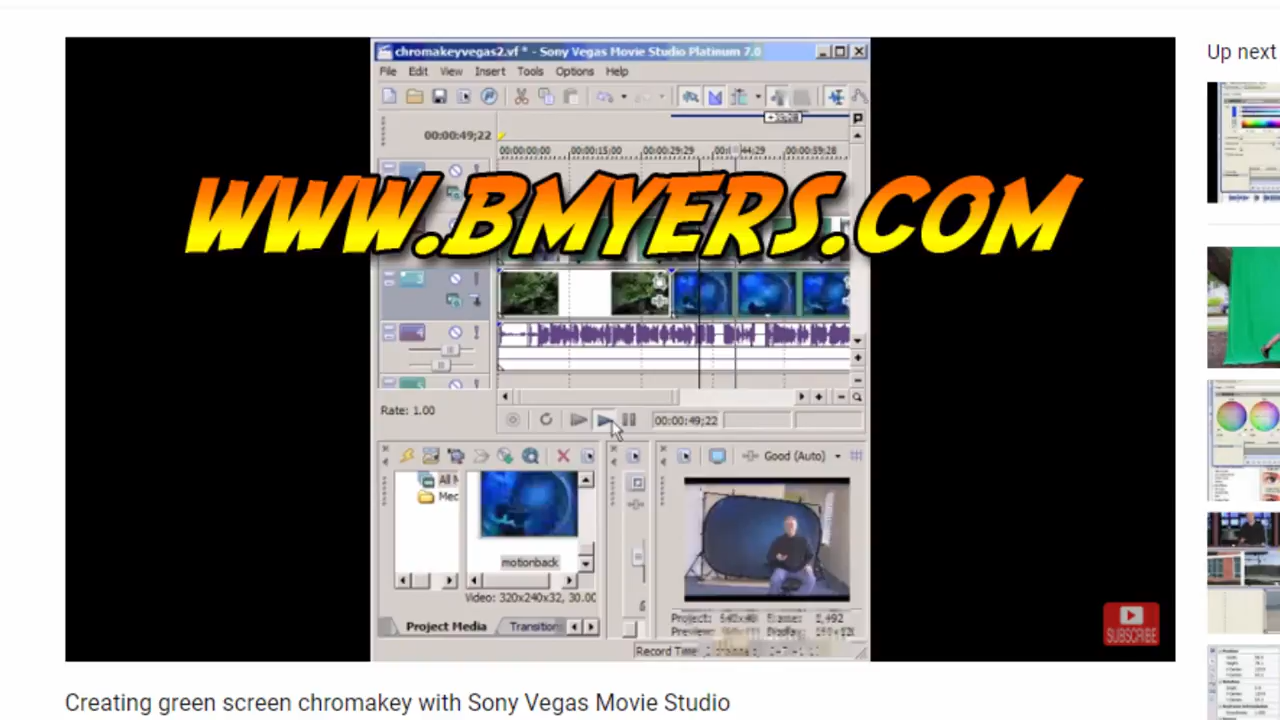 Up next
chromakeyvegas2.vf * - Sony Vegas Movie Studio Platinum 7.0
File Edit View Insert Tools Options Help
00:00:49;22
00:00:00:00 00:00:15:00 00:00:29:29 00:00:59:28
WWW.BMYERS.COM
Rate: 1.00
00:00:49;22
All M
Mec
Good (Auto)
motionback
Video: 320x240x32, 30.00
Project Media
Transition
Record Time
SUBSCRIBE
Creating green screen chromakey with Sony Vegas Movie Studio